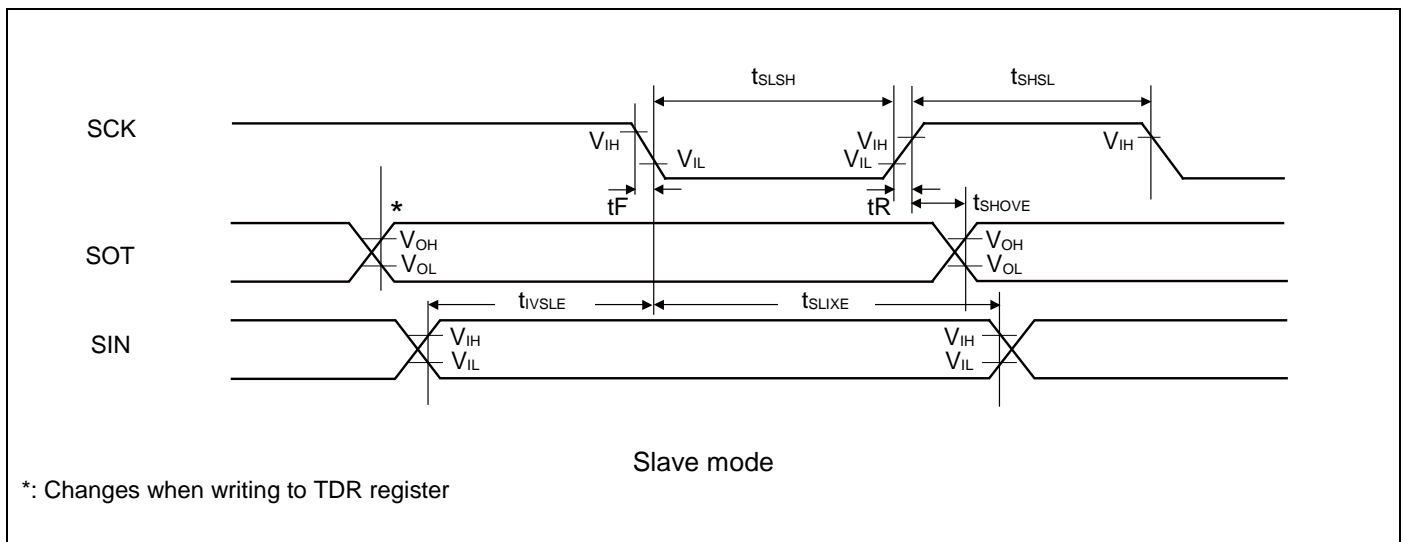 tSLSH tSHSL
SCK VIH VIL VIH VIL VIH
tF tR tSHOVE
*
SOT VOH VOL VOH VOL
tIVSLE tSLIXE
SIN VIH VIL VIH VIL
Slave mode
*: Changes when writing to TDR register